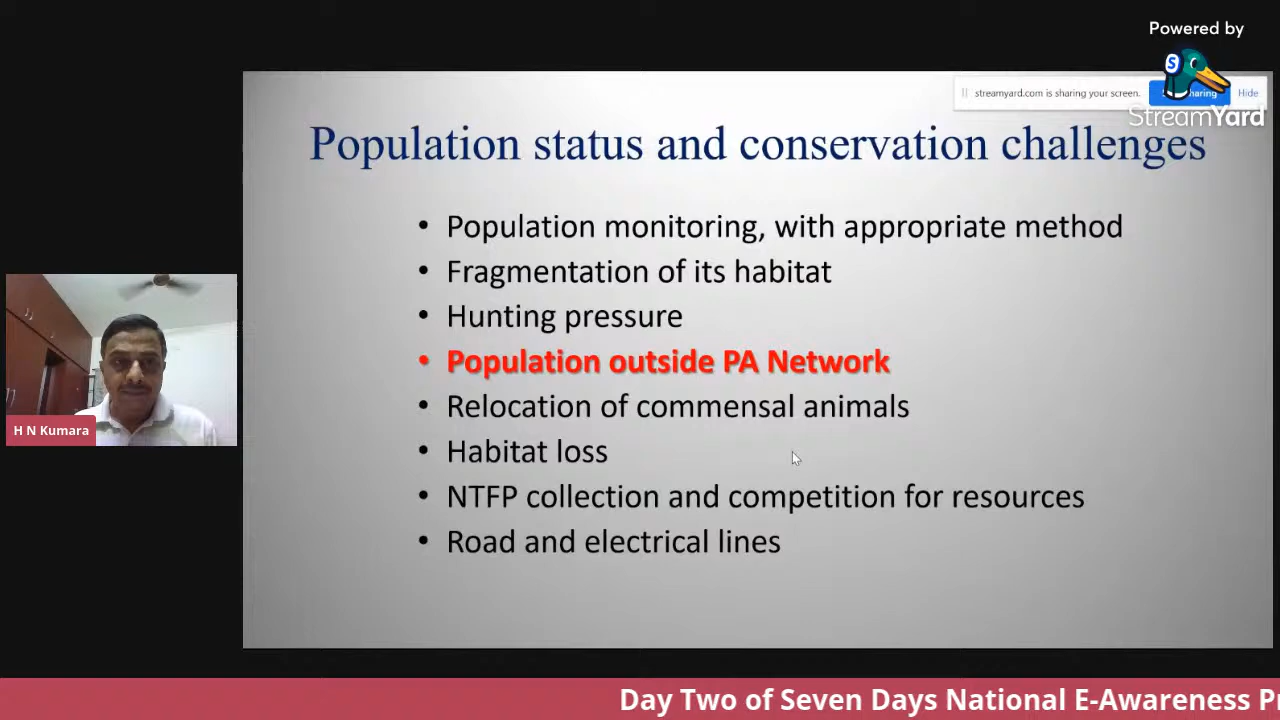 Powered by
streamyard.com is sharing your screen.
haring
Hide
StreamYard
Population status and conservation challenges
• Population monitoring, with appropriate method
• Fragmentation of its habitat
• Hunting pressure
• Population outside PA Network
• Relocation of commensal animals
• Habitat loss
• NTFP collection and competition for resources
• Road and electrical lines
H N Kumara
Day Two of Seven Days National E-Awareness Pr